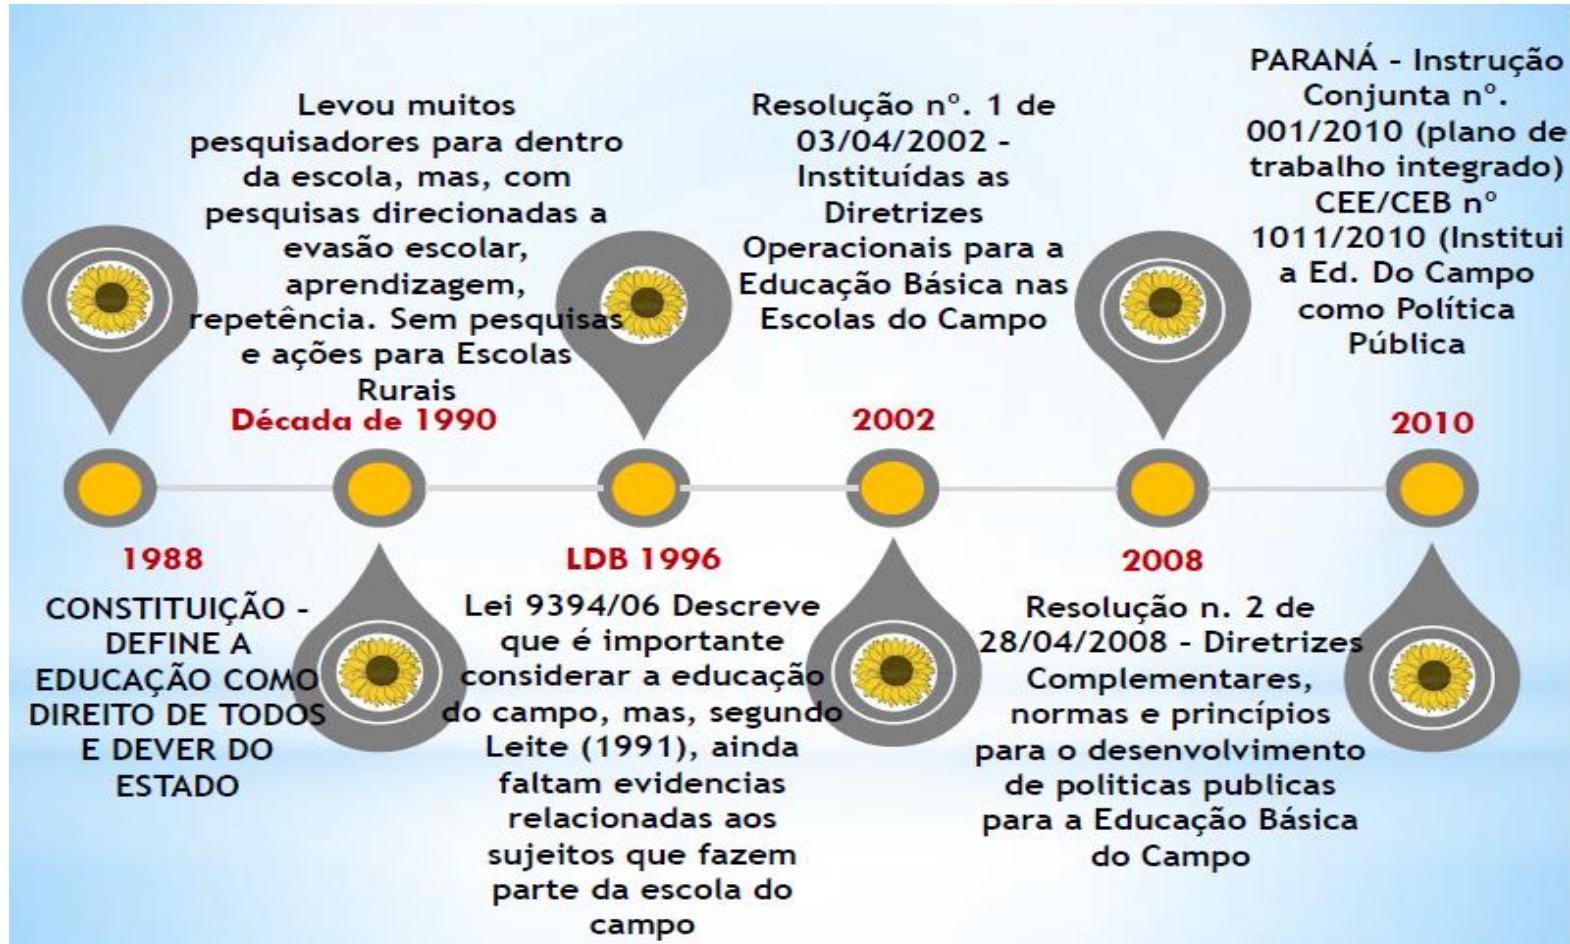 1988
CONSTITUIÇÃO -
DEFINE A
EDUCAÇÃO COMO
DIREITO DE TODOS
E DEVER DO
ESTADO
Levou muitos
pesquisadores para dentro
da escola, mas, com
pesquisas direcionadas a
evasão escolar,
aprendizagem,
repetência. Sem pesquisas
e ações para Escolas
Rurais
Década de 1990
LDB 1996
Lei 9394/06 Descreve
que é importante
considerar a educação
do campo, mas, segundo
Leite (1991), ainda
faltam evidencias
relacionadas aos
sujeitos que fazem
parte da escola do
campo
Resolução nº. 1 de
03/04/2002 -
Instituídas as
Diretrizes
Operacionais para a
Educação Básica nas
Escolas do Campo
2002
2008
Resolução n. 2 de
28/04/2008 - Diretrizes
Complementares,
normas e princípios
para o desenvolvimento
de politicas publicas
para a Educação Básica
do Campo
PARANÁ - Instrução
Conjunta nº.
001/2010 (plano de
trabalho integrado)
CEE/CEB nº
1011/2010 (Institui
a Ed. Do Campo
como Política
Pública
2010